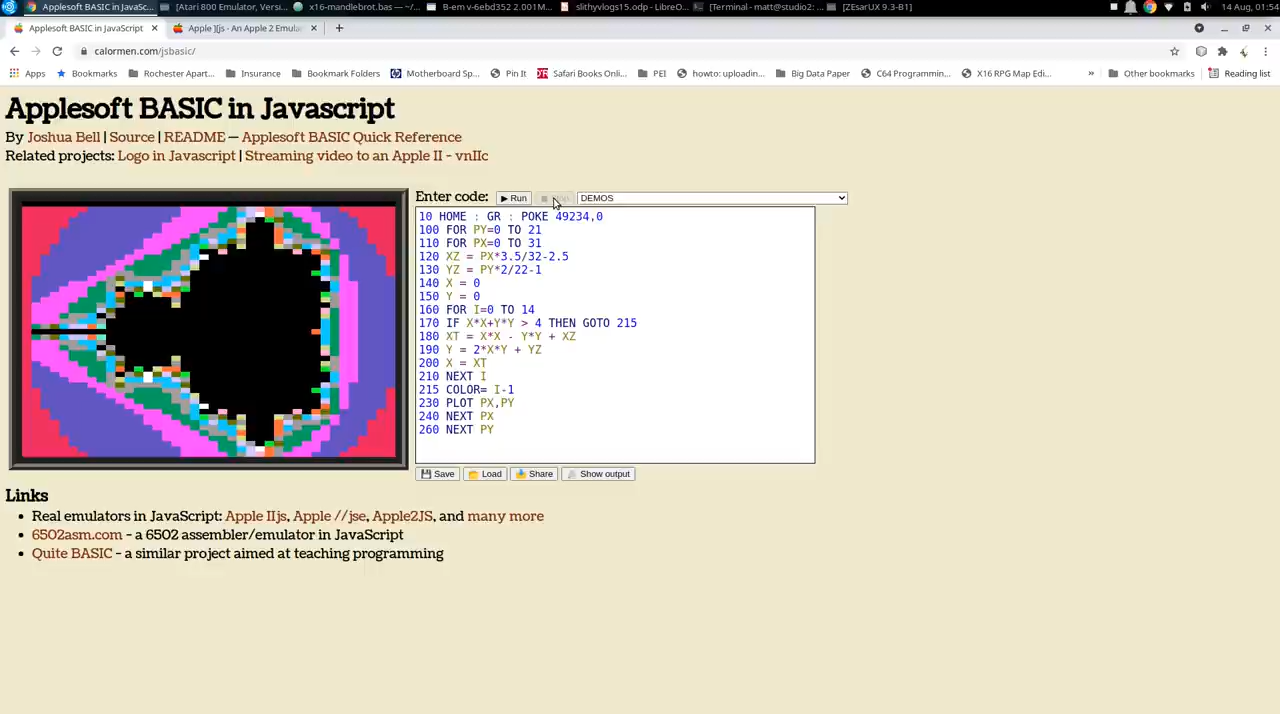 Applesoft BASIC in JavaSc...
[Atari 800 Emulator, Versi...
x16-mandlebrot.bas — ~/...
B-em v-6ebd352 2.001M...
slithyvlogs15.odp - LibreO...
[Terminal - matt@studio2: ...
[ZEsarUX 9.3-B1]
14 Aug, 01:54
Applesoft BASIC in JavaScript
Apple ][js - An Apple 2 Emula
calormen.com/jsbasic/
Apps
Bookmarks
Rochester Apart...
Insurance
Bookmark Folders
Motherboard Sp...
Pin It
Safari Books Onli...
PEI
howto: uploadin...
Big Data Paper
C64 Programmin...
X16 RPG Map Edi...
»
Other bookmarks
Reading list
Applesoft BASIC in Javascript
By Joshua Bell | Source | README — Applesoft BASIC Quick Reference
Related projects: Logo in Javascript | Streaming video to an Apple II - vnIIc
Enter code:
Run
DEMOS
10 HOME : GR : POKE 49234,0
100 FOR PY=0 TO 21
110 FOR PX=0 TO 31
120 XZ = PX*3.5/32-2.5
130 YZ = PY*2/22-1
140 X = 0
150 Y = 0
160 FOR I=0 TO 14
170 IF X*X+Y*Y > 4 THEN GOTO 215
180 XT = X*X - Y*Y + XZ
190 Y = 2*X*Y + YZ
200 X = XT
210 NEXT I
215 COLOR= I-1
230 PLOT PX,PY
240 NEXT PX
260 NEXT PY
Save
Load
Share
Show output
Links
• Real emulators in JavaScript: Apple IIjs, Apple //jse, Apple2JS, and many more
• 6502asm.com - a 6502 assembler/emulator in JavaScript
• Quite BASIC - a similar project aimed at teaching programming